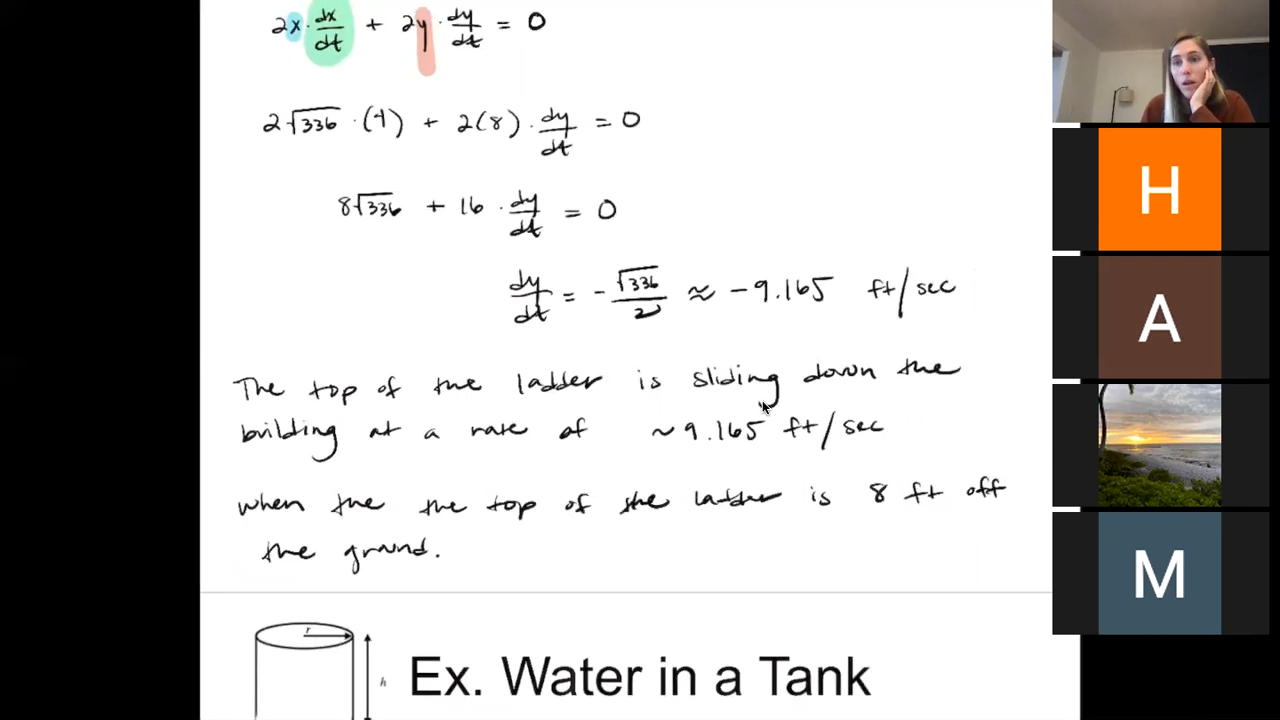 2x · dx/dt + 2y · dy/dt = 0
2√336 · (4) + 2(8) · dy/dt = 0
8√336 + 16 · dy/dt = 0
dy/dt = - √336/2 ≈ -9.165 ft/sec
The top of the ladder is sliding down the
building at a rate of ~9.165 ft/sec
when the the top of the ladder is 8 ft off
the ground.
r
h
Ex. Water in a Tank
H
A
M